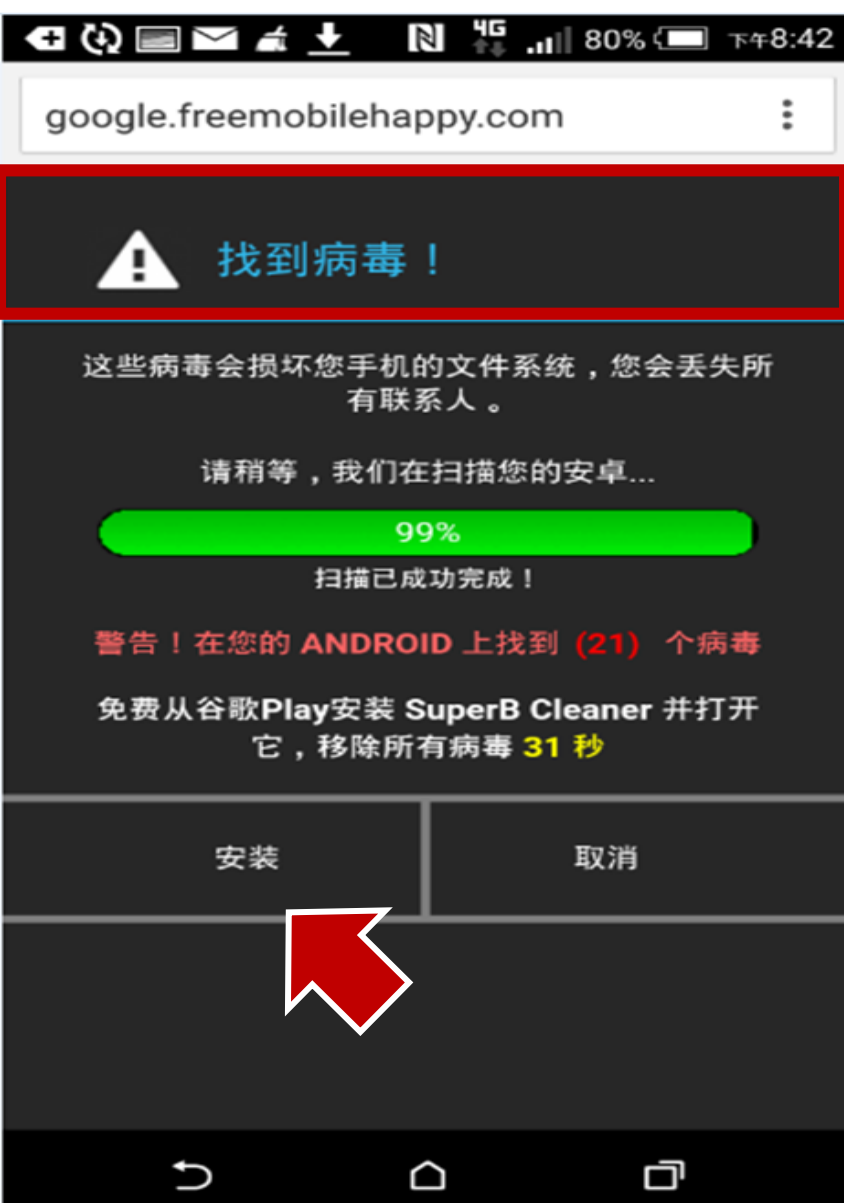 4G 80% 下午8:42
google.freemobilehappy.com
找到病毒！
这些病毒会损坏您手机的文件系统，您会丢失所
有联系人。
请稍等，我们在扫描您的安卓...
99%
扫描已成功完成！
警告！在您的 ANDROID 上找到 (21) 个病毒
免费从谷歌Play安装 SuperB Cleaner 并打开
它，移除所有病毒 31 秒
安装 取消